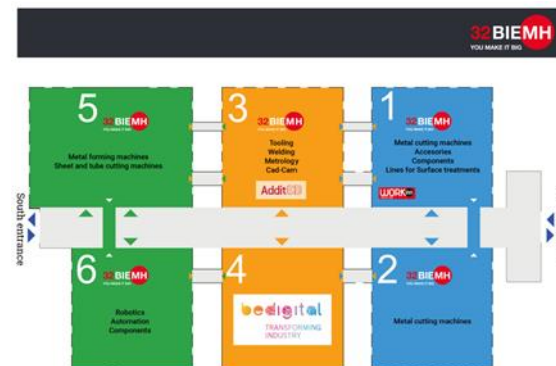 32BIEMH
YOU MAKE IT BIG
5
32BIEMH
YOU MAKE IT BIG
Metal forming machines
Sheet and tube cutting machines
3
32BIEMH
YOU MAKE IT BIG
Tooling
Welding
Metrology
Cad-Cam
Addit3D
1
32BIEMH
YOU MAKE IT BIG
Metal cutting machines
Accesories
Components
Lines for Surface treatments
WORK
South entrance
6
32BIEMH
YOU MAKE IT BIG
Robotics
Automation
Components
4
bedigital
TRANSFORMING
INDUSTRY
2
32BIEMH
YOU MAKE IT BIG
Metal cutting machines